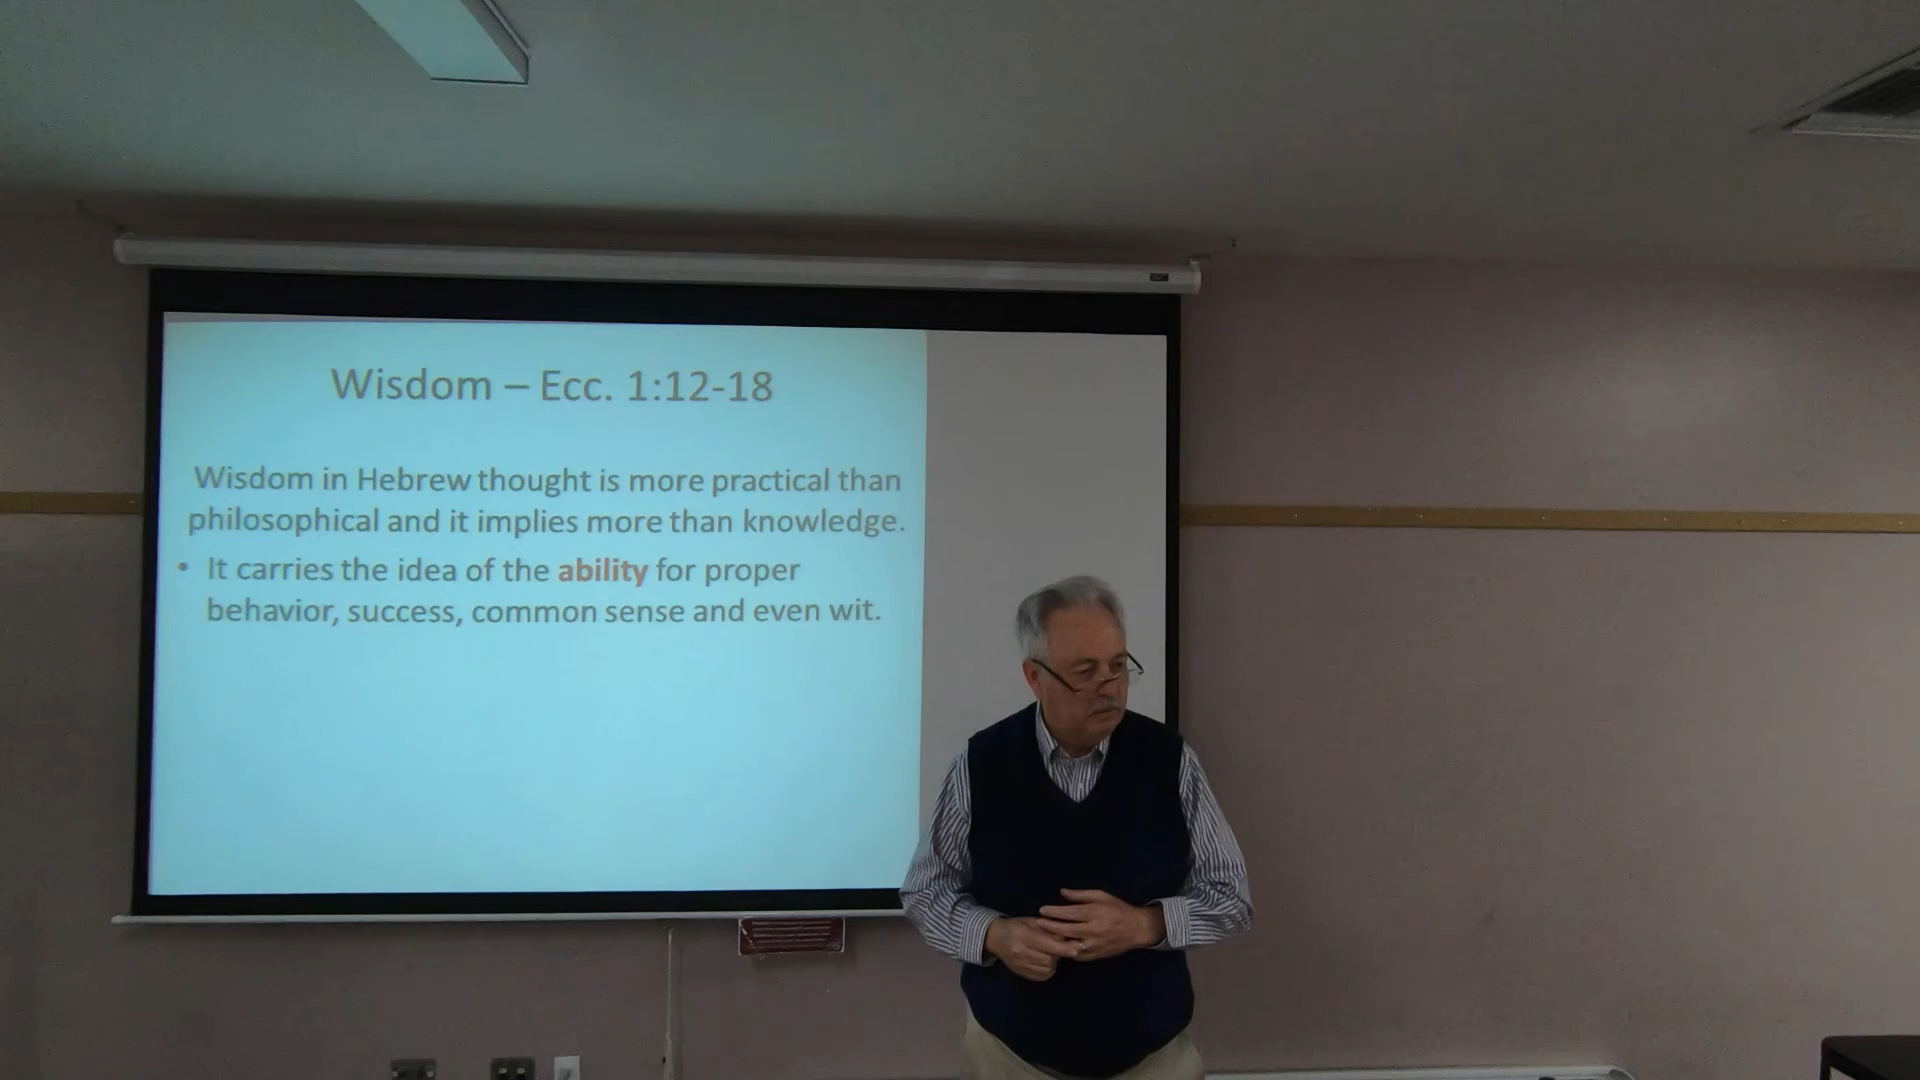 Wisdom – Ecc. 1:12-18
Wisdom in Hebrew thought is more practical than
philosophical and it implies more than knowledge.
• It carries the idea of the ability for proper
behavior, success, common sense and even wit.